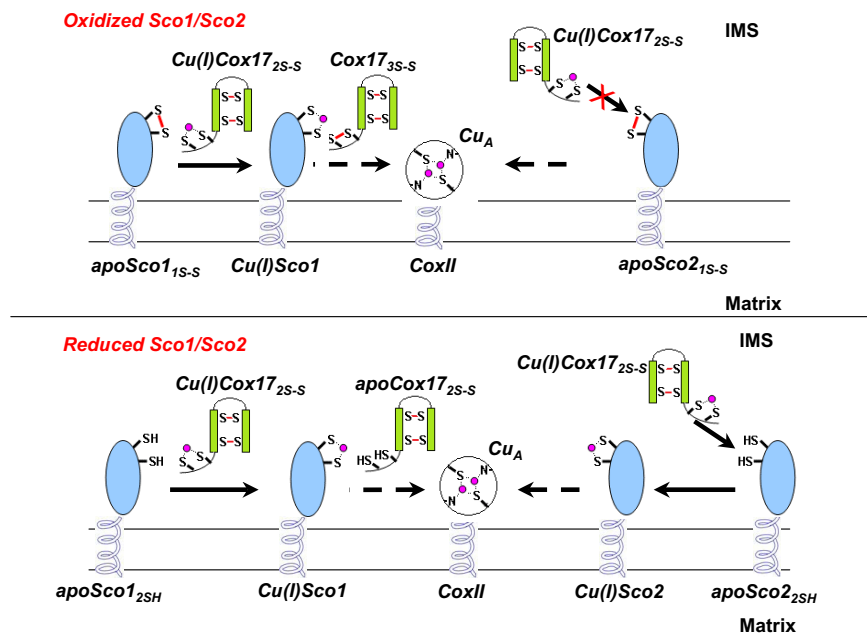 Oxidized Sco1/Sco2
IMS
Cu(I)Cox172S-S
Cox173S-S
Cu(I)Cox172S-S
S-S
S-S
S
S
S-S
S-S
S
S
S-S
S-S
S
S
S
S
S
S
S
S
CuA
N-
S
S
-N
apoSco11S-S
Cu(I)Sco1
CoxII
apoSco21S-S
Matrix
Reduced Sco1/Sco2
IMS
Cu(I)Cox172S-S
apoCox172S-S
Cu(I)Cox172S-S
S-S
S-S
S
S
S-S
S-S
S
S
S-S
S-S
HS
HS
SH
SH
S
S
CuA
N-
S
S
-N
S
S
HS
HS
apoSco12SH
Cu(I)Sco1
CoxII
Cu(I)Sco2
apoSco22SH
Matrix